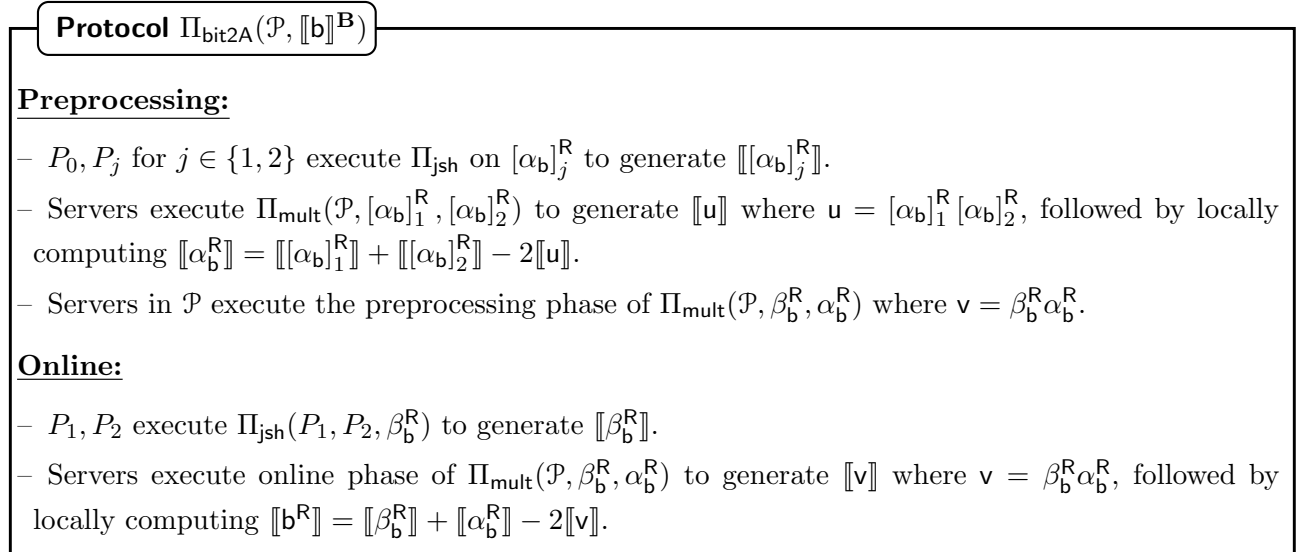 Protocol Π_bit2A(𝒫, ⟦b⟧^𝐁)
Preprocessing:
– P_0, P_j for j ∈ {1, 2} execute Π_jsh on [α_b]_j^R to generate ⟦[α_b]_j^R⟧.
– Servers execute Π_mult(𝒫, [α_b]_1^R, [α_b]_2^R) to generate ⟦u⟧ where u = [α_b]_1^R [α_b]_2^R, followed by locally
computing ⟦α_b^R⟧ = ⟦[α_b]_1^R⟧ + ⟦[α_b]_2^R⟧ − 2⟦u⟧.
– Servers in 𝒫 execute the preprocessing phase of Π_mult(𝒫, β_b^R, α_b^R) where v = β_b^R α_b^R.
Online:
– P_1, P_2 execute Π_jsh(P_1, P_2, β_b^R) to generate ⟦β_b^R⟧.
– Servers execute online phase of Π_mult(𝒫, β_b^R, α_b^R) to generate ⟦v⟧ where v = β_b^R α_b^R, followed by
locally computing ⟦b^R⟧ = ⟦β_b^R⟧ + ⟦α_b^R⟧ − 2⟦v⟧.